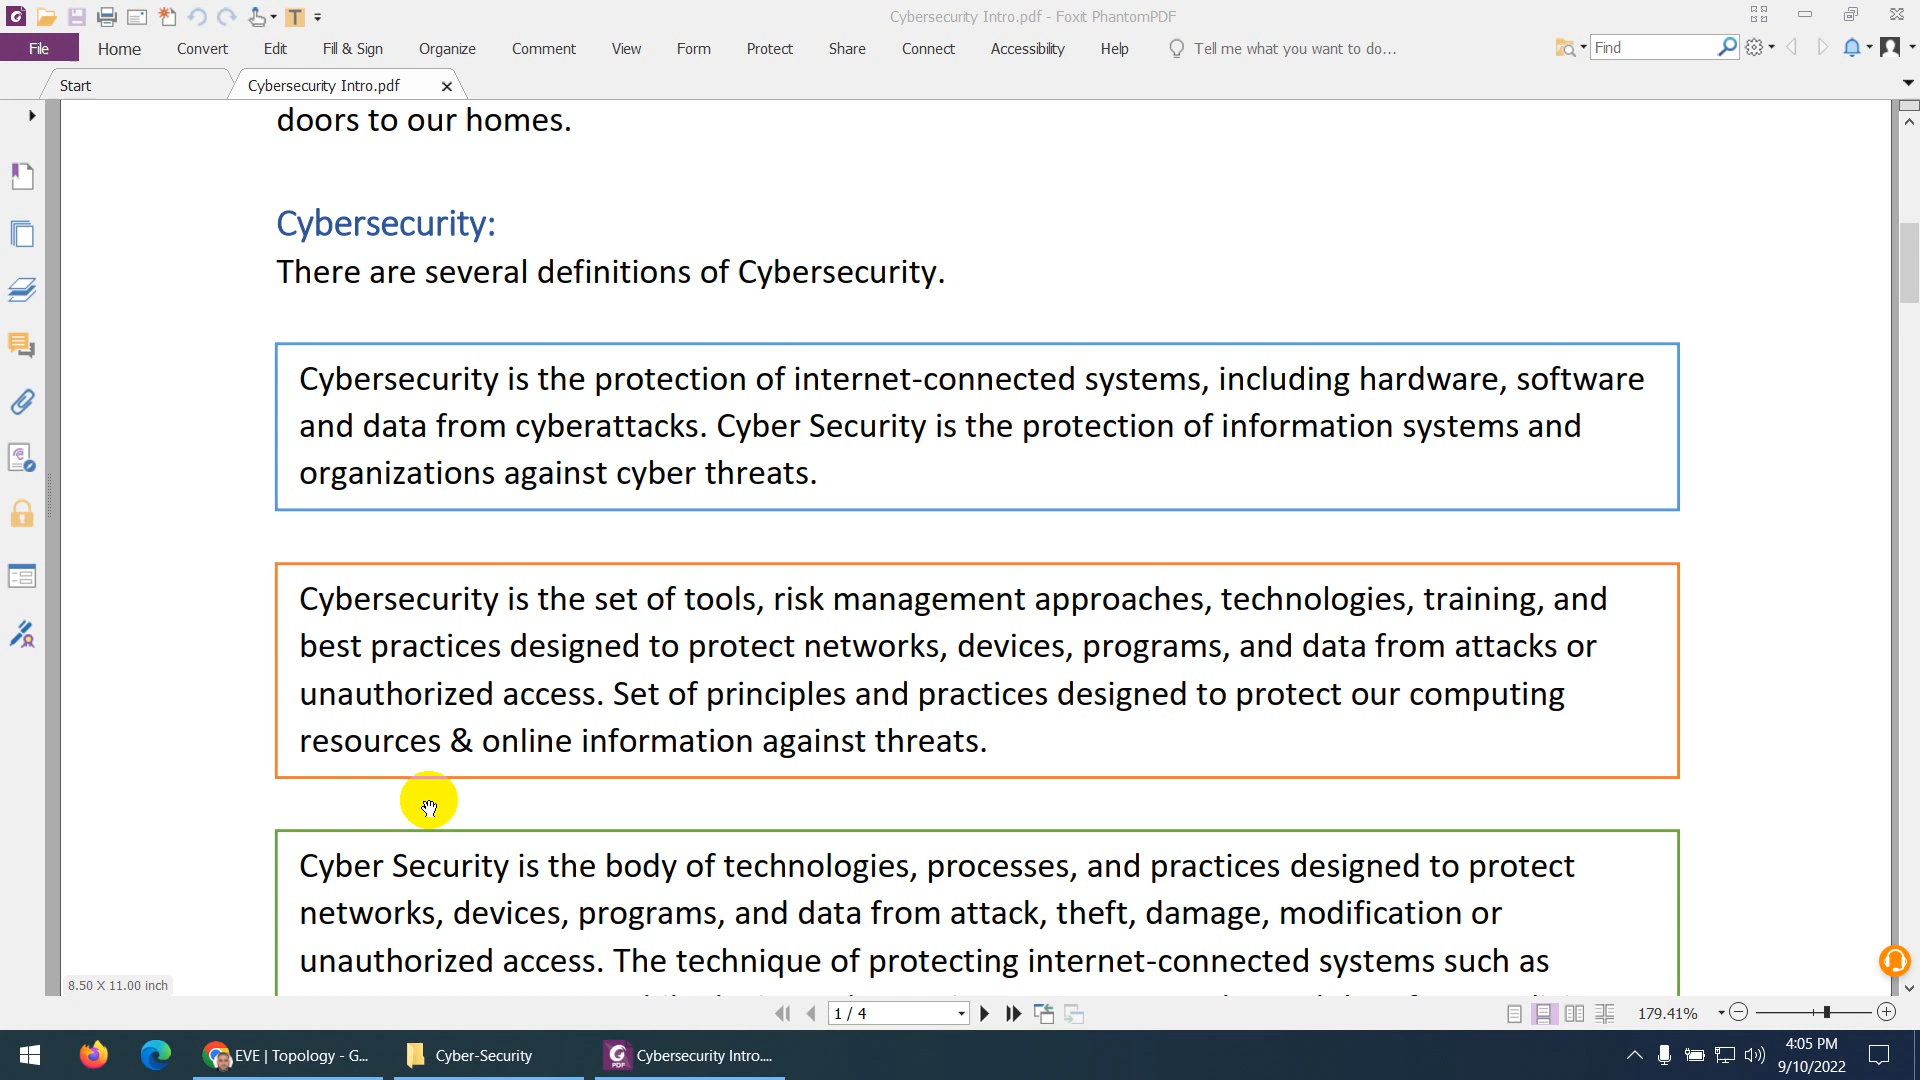 Cybersecurity Intro.pdf - Foxit PhantomPDF
File Home Convert Edit Fill & Sign Organize Comment View Form Protect Share Connect Accessibility Help Tell me what you want to do... Find
Start Cybersecurity Intro.pdf
doors to our homes.
Cybersecurity:
There are several definitions of Cybersecurity.
Cybersecurity is the protection of internet-connected systems, including hardware, software
and data from cyberattacks. Cyber Security is the protection of information systems and
organizations against cyber threats.
Cybersecurity is the set of tools, risk management approaches, technologies, training, and
best practices designed to protect networks, devices, programs, and data from attacks or
unauthorized access. Set of principles and practices designed to protect our computing
resources & online information against threats.
Cyber Security is the body of technologies, processes, and practices designed to protect
networks, devices, programs, and data from attack, theft, damage, modification or
unauthorized access. The technique of protecting internet-connected systems such as
8.50 X 11.00 inch
1 / 4
179.41%
EVE | Topology - G... Cyber-Security Cybersecurity Intro....
4:05 PM
9/10/2022